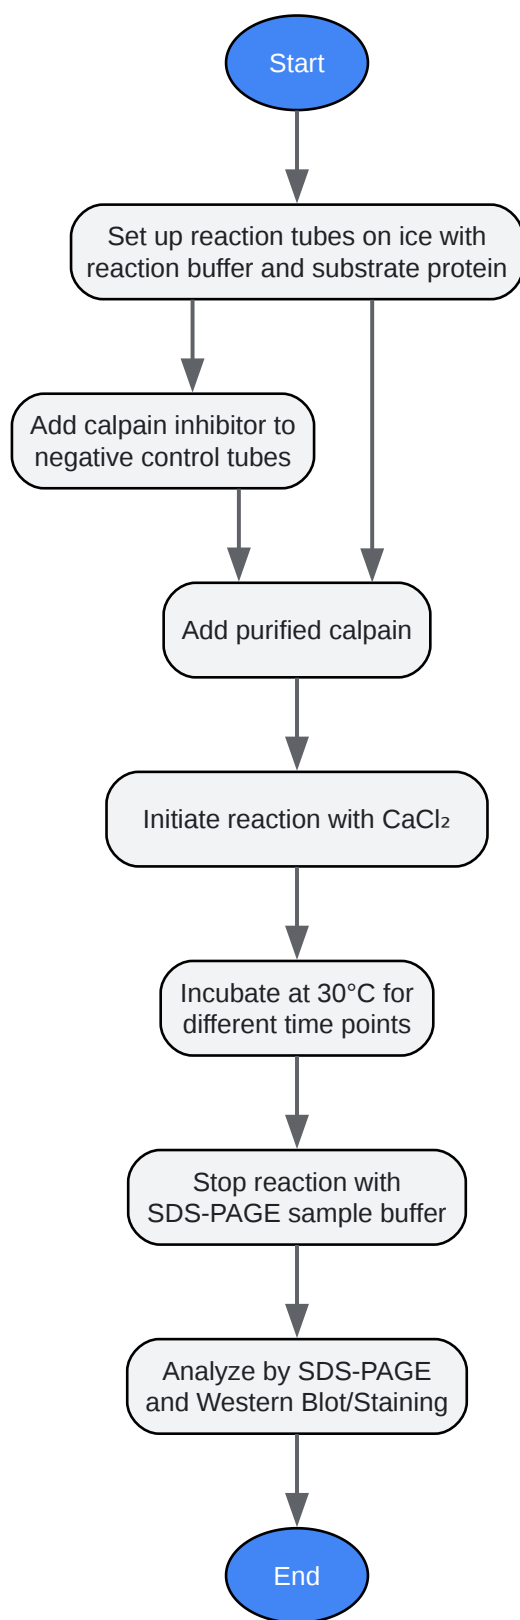 Start
Set up reaction tubes on ice with
reaction buffer and substrate protein
Add calpain inhibitor to
negative control tubes
Add purified calpain
Initiate reaction with CaCl₂
Incubate at 30°C for
different time points
Stop reaction with
SDS-PAGE sample buffer
Analyze by SDS-PAGE
and Western Blot/Staining
End